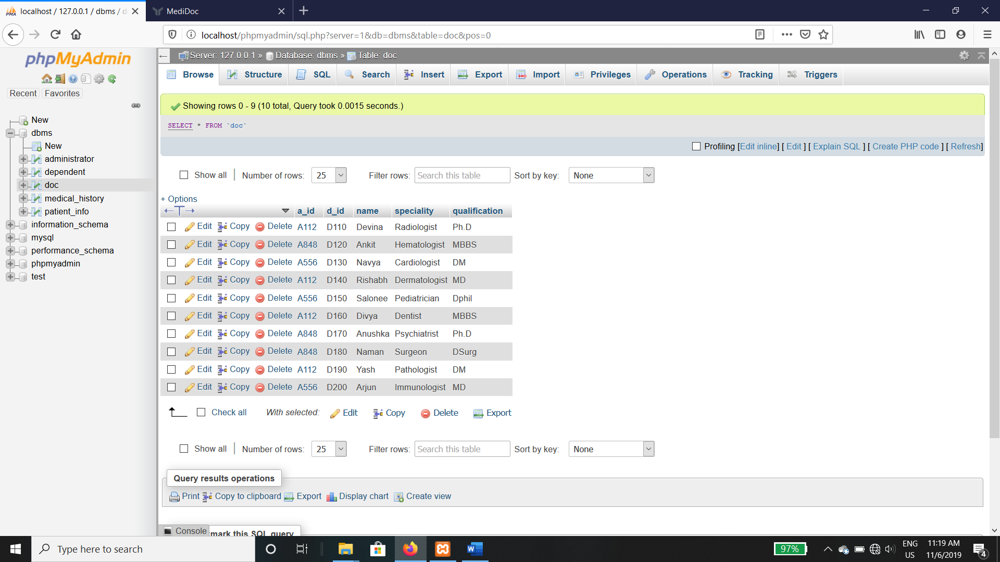 localhost / 127.0.0.1 / dbms / d
MediDoc
localhost/phpmyadmin/sql.php?server=1&db=dbms&table=doc&pos=0
phpMyAdmin
Recent Favorites
New
dbms
New
administrator
dependent
doc
medical_history
patient_info
information_schema
mysql
performance_schema
phpmyadmin
test
Server: 127.0.0.1 » Database: dbms » Table: doc
Browse Structure SQL Search Insert Export Import Privileges Operations Tracking Triggers
Showing rows 0 - 9 (10 total, Query took 0.0015 seconds.)
SELECT * FROM `doc`
Profiling [Edit inline] [ Edit ] [ Explain SQL ] [ Create PHP code ] [ Refresh]
Show all | Number of rows: 25 Filter rows: Search this table Sort by key: None
+ Options
←T→ a_id d_id name speciality qualification
Edit Copy Delete A112 D110 Devina Radiologist Ph.D
Edit Copy Delete A848 D120 Ankit Hematologist MBBS
Edit Copy Delete A556 D130 Navya Cardiologist DM
Edit Copy Delete A112 D140 Rishabh Dermatologist MD
Edit Copy Delete A556 D150 Salonee Pediatrician Dphil
Edit Copy Delete A112 D160 Divya Dentist MBBS
Edit Copy Delete A848 D170 Anushka Psychiatrist Ph.D
Edit Copy Delete A848 D180 Naman Surgeon DSurg
Edit Copy Delete A112 D190 Yash Pathologist DM
Edit Copy Delete A556 D200 Arjun Immunologist MD
Check all With selected: Edit Copy Delete Export
Show all | Number of rows: 25 Filter rows: Search this table Sort by key: None
Query results operations
Print Copy to clipboard Export Display chart Create view
Console
mark this SQL query
Type here to search
97%
ENG
US
11:19 AM
11/6/2019
4